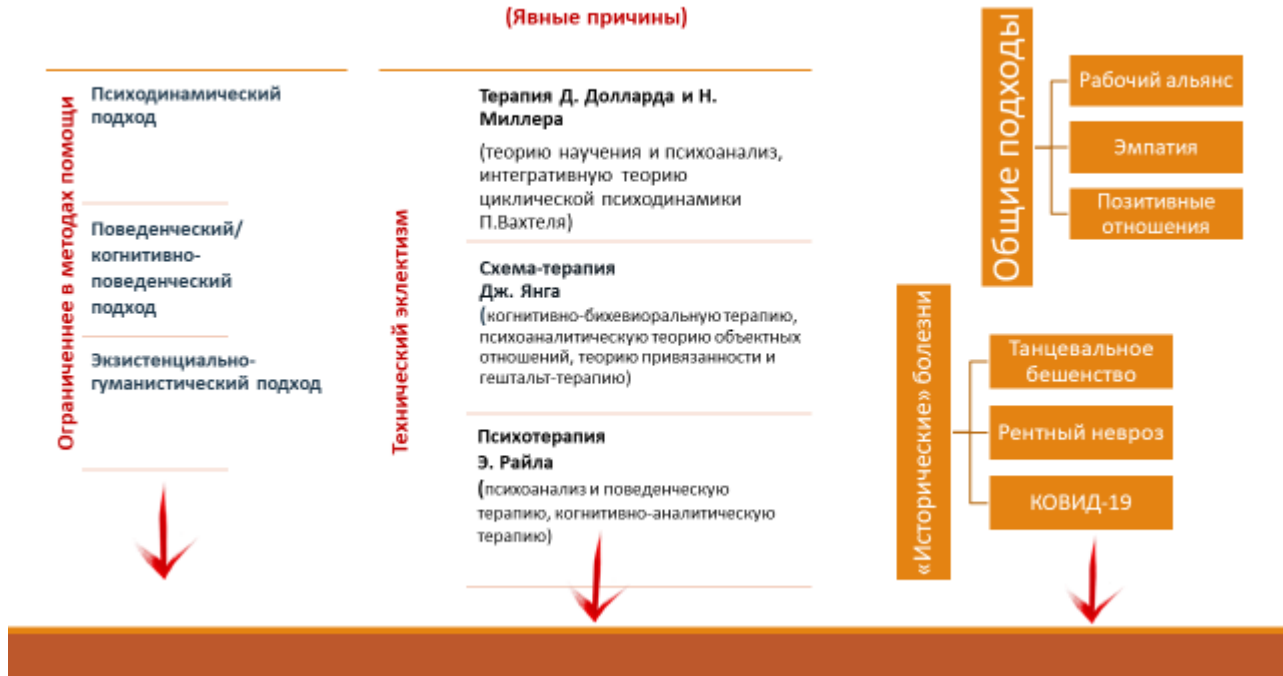 (Явные причины)
Ограниченнее в методах помощи
Психодинамический
подход
Поведенческий/
когнитивно-
поведенческий
подход
Экзистенциально-
гуманистический подход
Технический эклектизм
Терапия Д. Долларда и Н.
Миллера
(теорию научения и психоанализ,
интегративную теорию
циклической психодинамики
П.Вахтеля)
Схема-терапия
Дж. Янга
(когнитивно-бихевиоральную терапию,
психоаналитическую теорию объектных
отношений, теорию привязанности и
гештальт-терапию)
Психотерапия
Э. Райла
(психоанализ и поведенческую
терапию, когнитивно-аналитическую
терапию)
Общие подходы
Рабочий альянс
Эмпатия
Позитивные
отношения
«Исторические» болезни
Танцевальное
бешенство
Рентный невроз
КОВИД-19